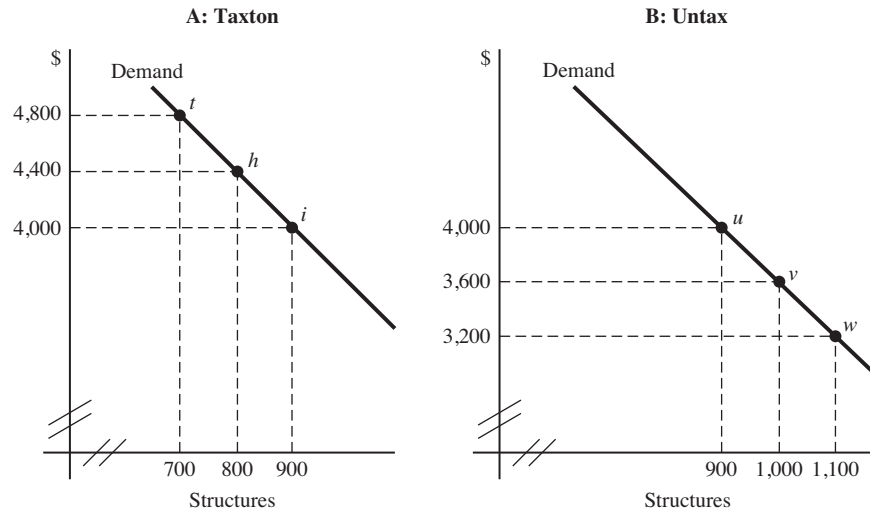 A: Taxton
$
Demand
t
4,800
h
4,400
i
4,000
700 800 900
Structures
B: Untax
$
Demand
u
4,000
v
3,600
w
3,200
900 1,000 1,100
Structures